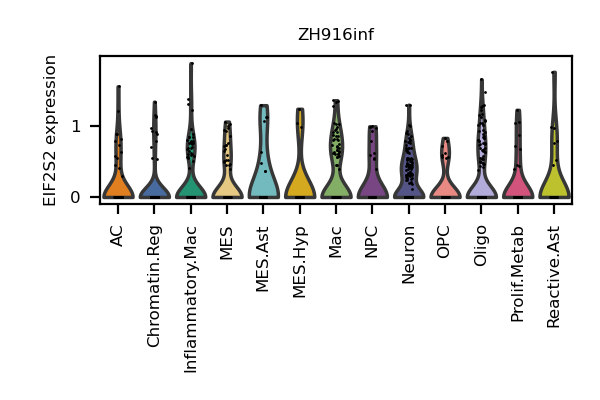 ZH916inf
EIF2S2 expression
1
0
AC
Chromatin.Reg
Inflammatory.Mac
MES
MES.Ast
MES.Hyp
Mac
NPC
Neuron
OPC
Oligo
Prolif.Metab
Reactive.Ast